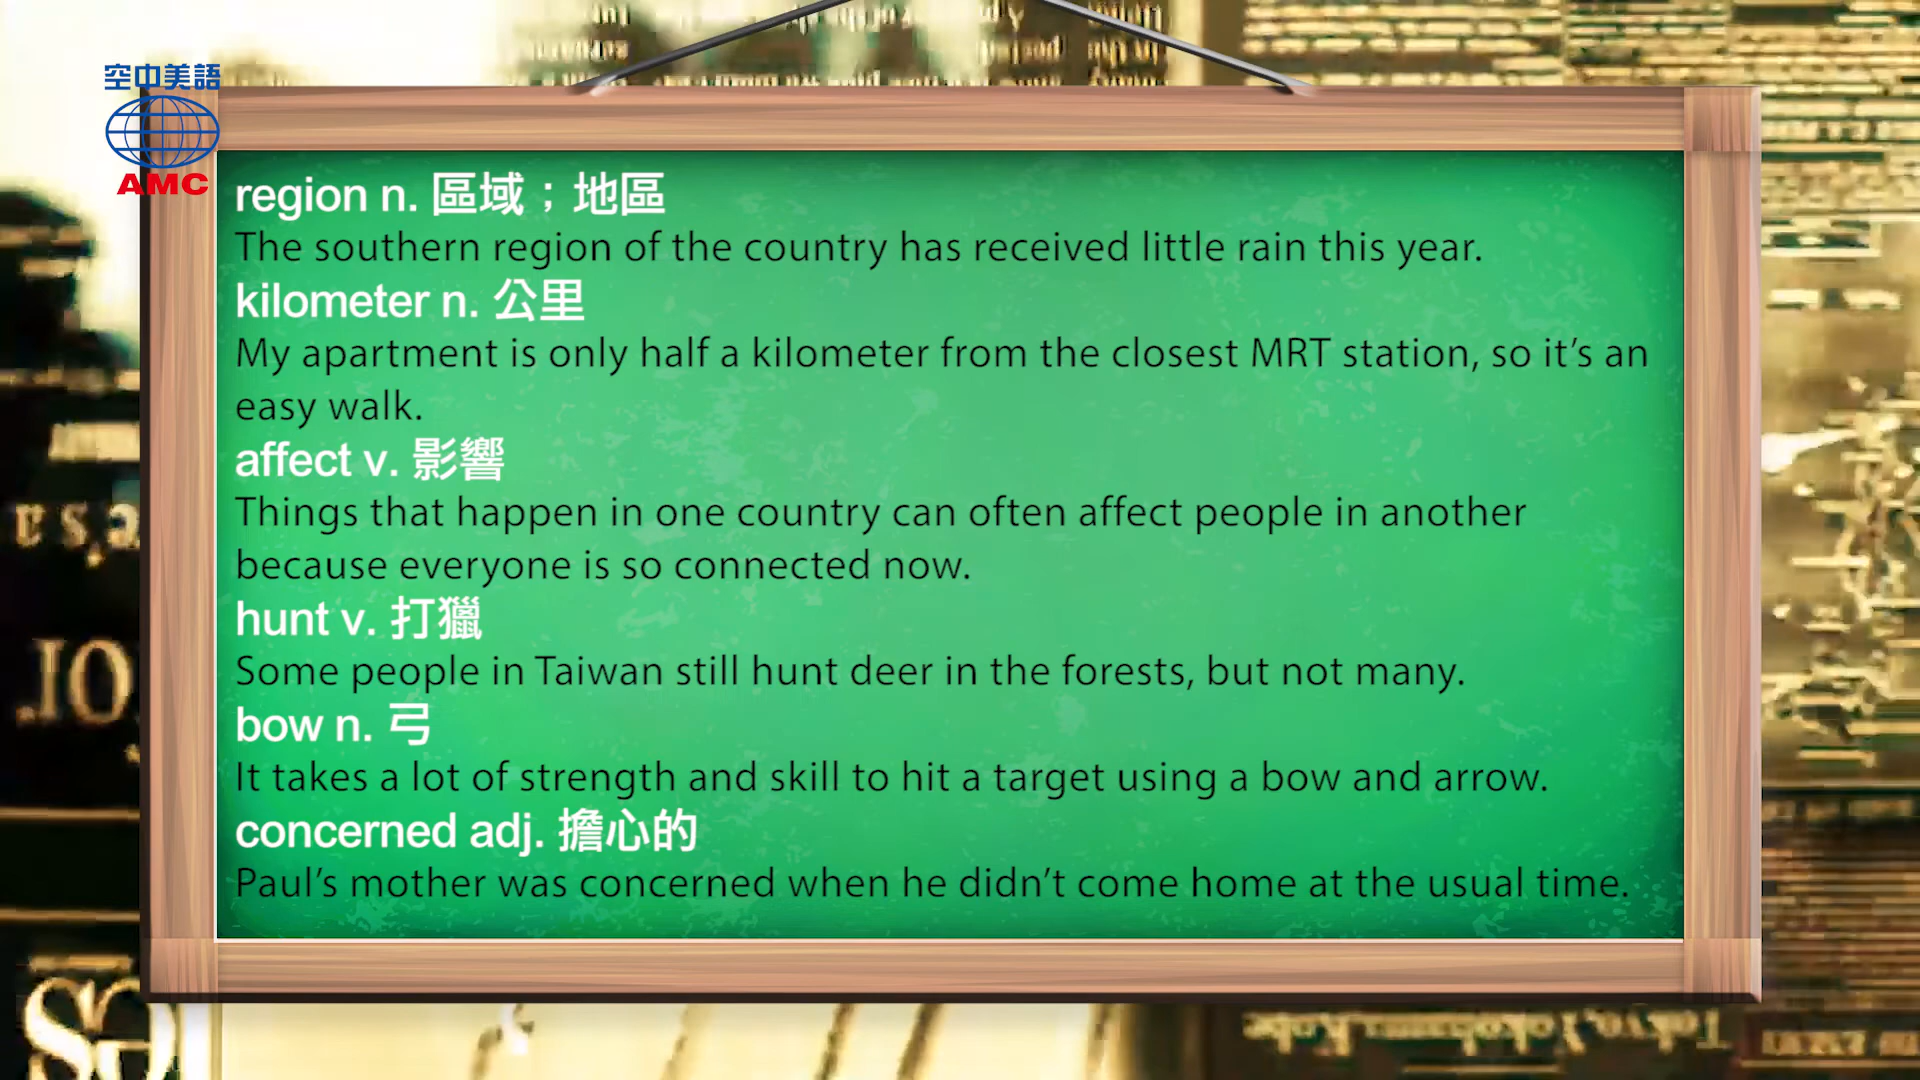 空中美語
AMC
region n. 區域；地區
The southern region of the country has received little rain this year.
kilometer n. 公里
My apartment is only half a kilometer from the closest MRT station, so it’s an
easy walk.
affect v. 影響
Things that happen in one country can often affect people in another
because everyone is so connected now.
hunt v. 打獵
Some people in Taiwan still hunt deer in the forests, but not many.
bow n. 弓
It takes a lot of strength and skill to hit a target using a bow and arrow.
concerned adj. 擔心的
Paul’s mother was concerned when he didn’t come home at the usual time.